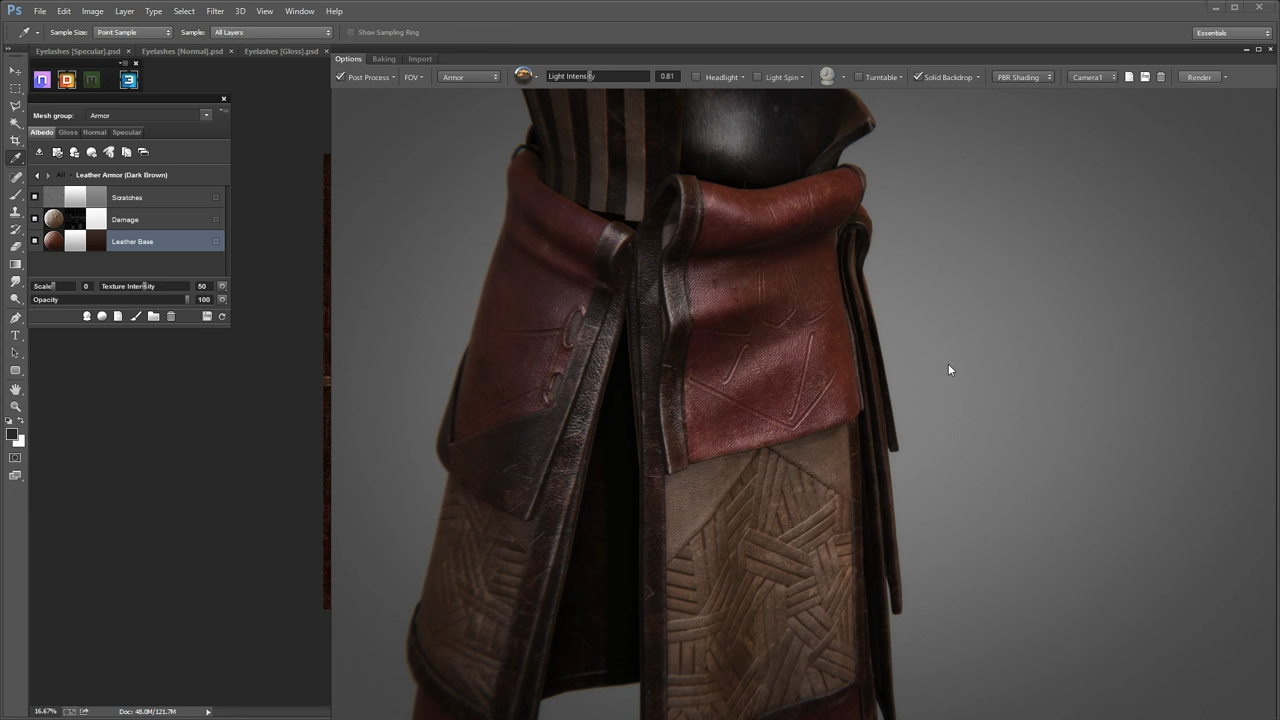 Ps File Edit Image Layer Type Select Filter 3D View Window Help
Sample Size: Point Sample Sample: All Layers Show Sampling Ring Essentials
Eyelashes [Specular].psd × Eyelashes [Normal].psd × Eyelashes [Gloss].psd ×
Options Baking Import
Post Process FOV Armor Light Intensity 0.81 Headlight Light Spin Turntable Solid Backdrop PBR Shading Camera1 Render
Mesh group: Armor
Albedo Gloss Normal Specular
All Leather Armor (Dark Brown)
Scratches
Damage
Leather Base
Scale 0 Texture Intensity 50
Opacity 100
16.67% Doc: 48.0M/121.7M